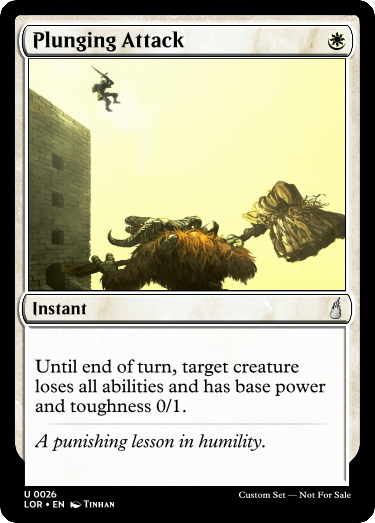 Plunging Attack
Instant
Until end of turn, target creature
loses all abilities and has base power
and toughness 0/1.
A punishing lesson in humility.
U 0026
LOR • EN Tinhan
Custom Set — Not For Sale